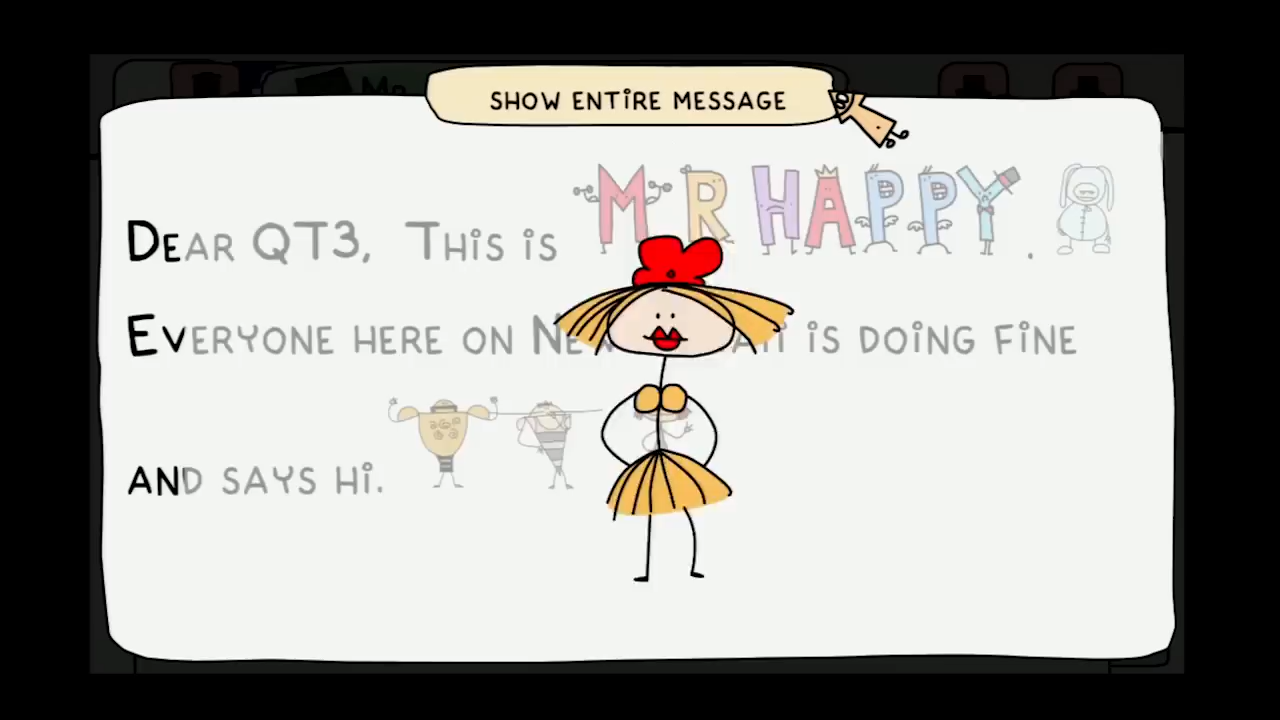 SHOW ENTIRE MESSAGE
DEAR QT3, THIS IS MR HAPPY.
EVERYONE HERE ON IS DOING FINE
AND SAYS HI.